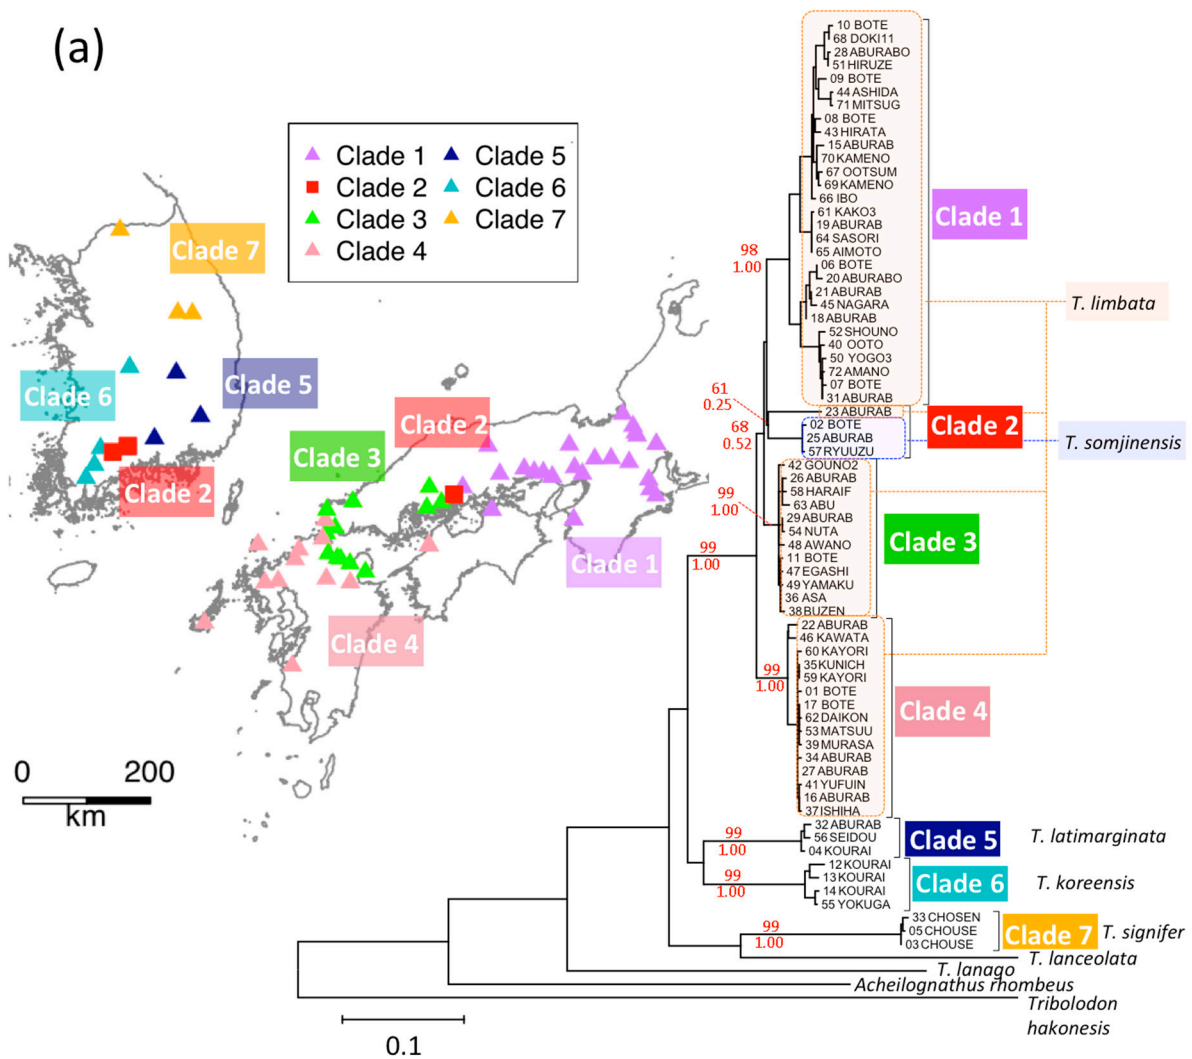 (a)
Clade 1
Clade 2
Clade 3
Clade 4
Clade 5
Clade 6
Clade 7
Clade 7
Clade 6
Clade 5
Clade 2
Clade 2
Clade 3
Clade 1
Clade 4
0 200
km
10 BOTE
68 DOKI11
28 ABURABO
51 HIRUZE
09 BOTE
44 ASHIDA
71 MITSUG
08 BOTE
43 HIRATA
15 ABURAB
70 KAMENO
67 OOTSUM
69 KAMENO
66 IBO
61 KAKO3
19 ABURAB
64 SASORI
65 AIMOTO
06 BOTE
20 ABURABO
21 ABURAB
45 NAGARA
18 ABURAB
52 SHOUNO
40 OOTO
50 YOGO3
72 AMANO
07 BOTE
31 ABURAB
23 ABURAB
02 BOTE
25 ABURAB
57 RYUUZU
42 GOUNO2
26 ABURAB
58 HARAIF
63 ABU
29 ABURAB
54 NUTA
48 AWANO
11 BOTE
47 EGASHI
49 YAMAKU
36 ASA
38 BUZEN
22 ABURAB
46 KAWATA
60 KAYORI
35 KUNICH
59 KAYORI
01 BOTE
17 BOTE
62 DAIKON
53 MATSUU
39 MURASA
34 ABURAB
27 ABURAB
41 YUFUIN
16 ABURAB
37 ISHIHA
32 ABURAB
56 SEIDOU
04 KOURAI
12 KOURAI
13 KOURAI
14 KOURAI
55 YOKUGA
33 CHOSEN
05 CHOUSE
03 CHOUSE
98
1.00
61
0.25
68
0.52
99
1.00
99
1.00
99
1.00
99
1.00
99
1.00
99
1.00
Clade 1
T. limbata
Clade 2
T. somjinensis
Clade 3
Clade 4
Clade 5
T. latimarginata
Clade 6
T. koreensis
Clade 7
T. signifer
T. lanceolata
T. lanago
Acheilognathus rhombeus
Tribolodon
hakonesis
0.1